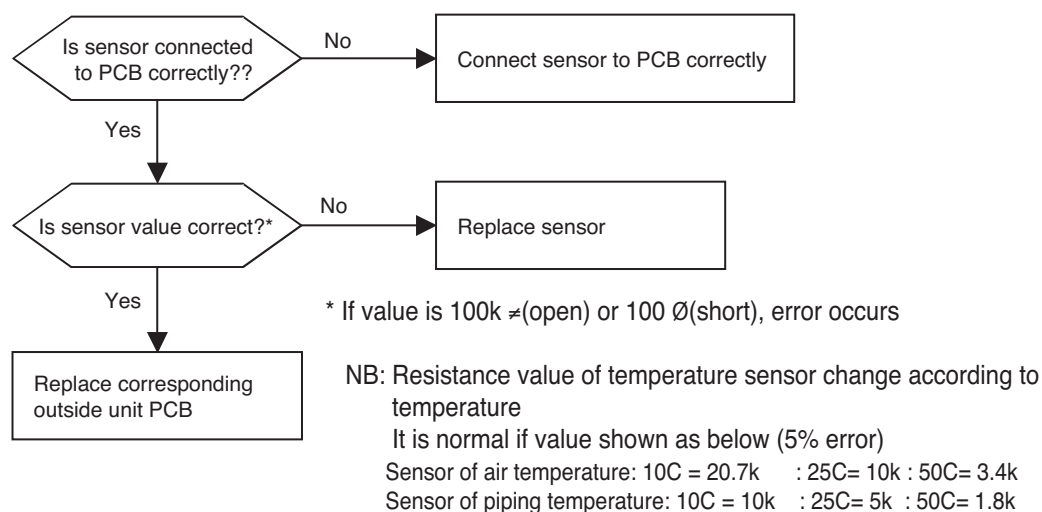 Is sensor connected
to PCB correctly??
No
Connect sensor to PCB correctly
Yes
Is sensor value correct?*
No
Replace sensor
Yes
* If value is 100k ≠(open) or 100 Ø(short), error occurs
Replace corresponding
outside unit PCB
NB: Resistance value of temperature sensor change according to
temperature
It is normal if value shown as below (5% error)
Sensor of air temperature: 10C = 20.7k : 25C= 10k : 50C= 3.4k
Sensor of piping temperature: 10C = 10k : 25C= 5k : 50C= 1.8k